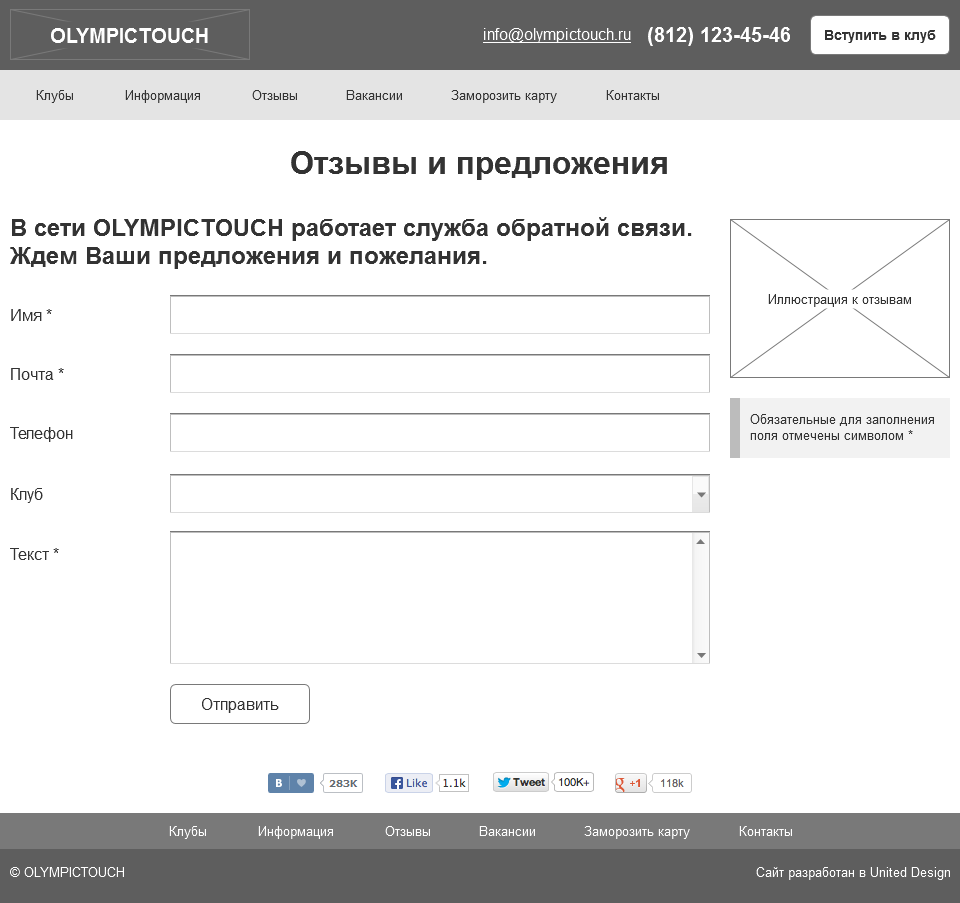 OLYMPICTOUCH
info@olympictouch.ru
(812) 123-45-46
Вступить в клуб
Клубы Информация Отзывы Вакансии Заморозить карту Контакты
Отзывы и предложения
В сети OLYMPICTOUCH работает служба обратной связи.
Ждем Ваши предложения и пожелания.
Иллюстрация к отзывам
Обязательные для заполнения
поля отмечены символом *
Имя *
Почта *
Телефон
Клуб
Текст *
Отправить
В 283K Like 1.1k Tweet 100K+ g +1 118k
Клубы Информация Отзывы Вакансии Заморозить карту Контакты
© OLYMPICTOUCH
Сайт разработан в United Design